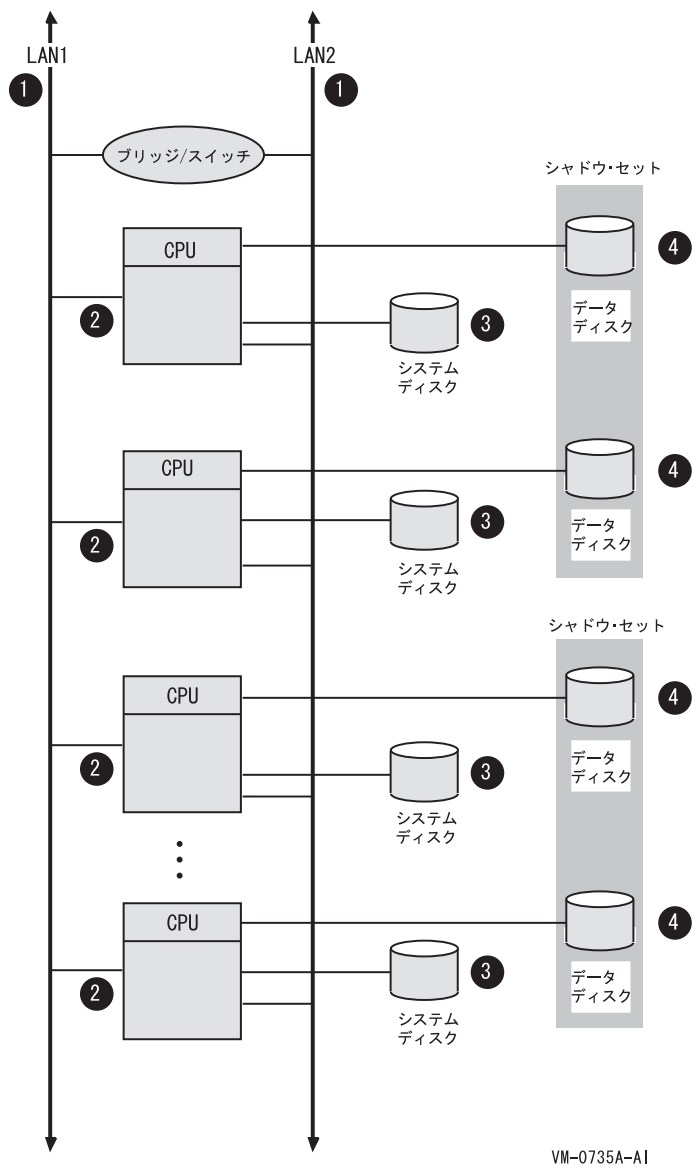 LAN1
LAN2
1
1
ブリッジ/スイッチ
シャドウ・セット
CPU
4
2
3
データ
ディスク
システム
ディスク
CPU
4
2
3
データ
ディスク
システム
ディスク
シャドウ・セット
CPU
4
2
3
データ
ディスク
システム
ディスク
CPU
4
2
3
データ
ディスク
システム
ディスク
VM-0735A-AI